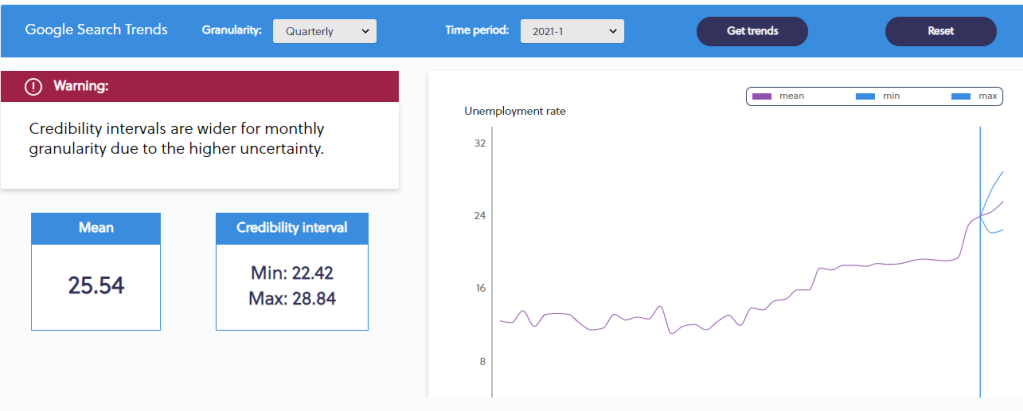 Google Search Trends Granularity: Quarterly Time period: 2021-1 Get trends Reset
Warning:
Credibility intervals are wider for monthly
granularity due to the higher uncertainty.
Mean
25.54
Credibility interval
Min: 22.42
Max: 28.84
mean min max
Unemployment rate
32
24
16
8